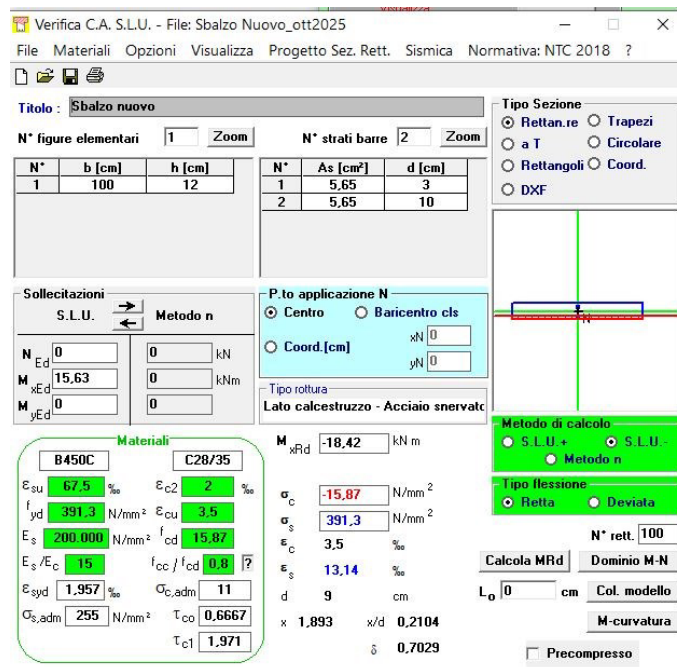 Visualizza
Verifica C.A. S.L.U. - File: Sbalzo Nuovo_ott2025
File Materiali Opzioni Visualizza Progetto Sez. Rett. Sismica Normativa: NTC 2018 ?
Titolo : Sbalzo nuovo
N° figure elementari 1 Zoom
N° strati barre 2 Zoom
N° b [cm] h [cm]
1 100 12
N° As [cm²] d [cm]
1 5,65 3
2 5,65 10
Tipo Sezione
Rettan.re Trapezi
a T Circolare
Rettangoli Coord.
DXF
N
Sollecitazioni
S.L.U. Metodo n
N Ed 0 0 kN
M xEd 15,63 0 kNm
M yEd 0 0
P.to applicazione N
Centro Baricentro cls
Coord.[cm] xN 0
yN 0
Tipo rottura
Lato calcestruzzo - Acciaio snervato
Metodo di calcolo
S.L.U.+ S.L.U.-
Metodo n
Tipo flessione
Retta Deviata
Materiali
B450C C28/35
εsu 67,5 ‰ εc2 2 ‰
fyd 391,3 N/mm² εcu 3,5
Es 200.000 N/mm² fcd 15,87
Es/Ec 15 fcc / fcd 0,8 ?
εsyd 1,957 ‰ σc,adm 11
σs,adm 255 N/mm² τco 0,6667
τc1 1,971
M xRd -18,42 kN m
σc -15,87 N/mm²
σs 391,3 N/mm²
εc 3,5 ‰
εs 13,14 ‰
d 9 cm
x 1,893 x/d 0,2104
δ 0,7029
N° rett. 100
Calcola MRd Dominio M-N
Lo 0 cm Col. modello
M-curvatura
Precompresso